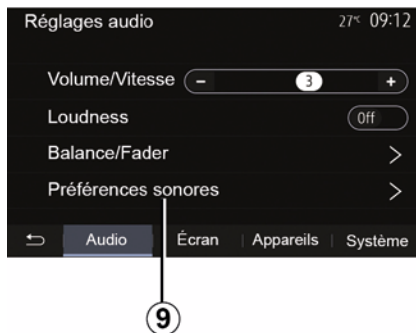 Réglages audio 27°C 09:12
Volume/Vitesse - 3 +
Loudness Off
Balance/Fader >
Préférences sonores >
Audio Écran Appareils Système
9